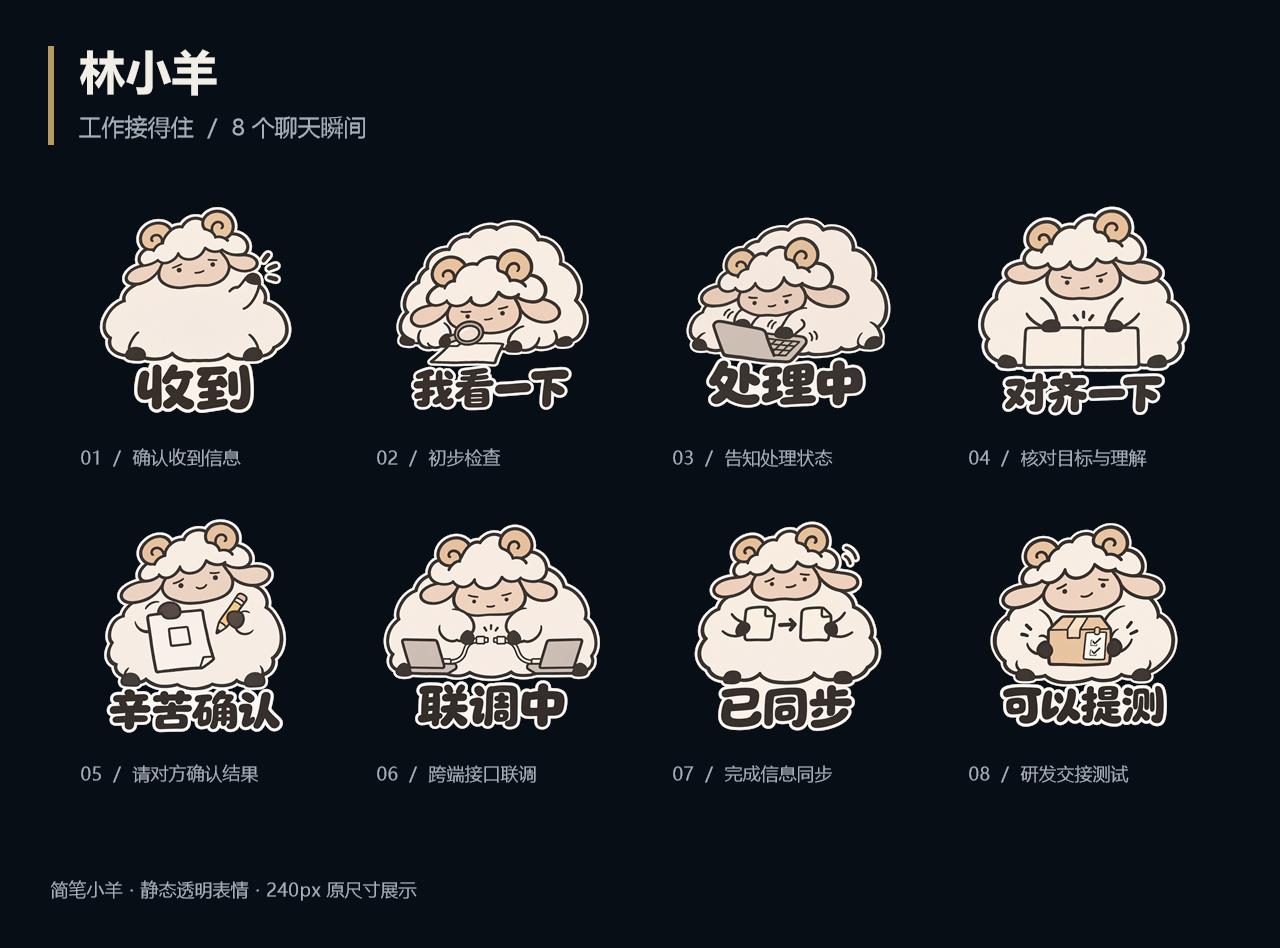 林小羊
工作接得住 / 8 个聊天瞬间
收到
我看一下
处理中
对齐一下
01 / 确认收到信息
02 / 初步检查
03 / 告知处理状态
04 / 核对目标与理解
辛苦确认
联调中
已同步
可以提测
05 / 请对方确认结果
06 / 跨端接口联调
07 / 完成信息同步
08 / 研发交接测试
简笔小羊 · 静态透明表情 · 240px 原尺寸展示